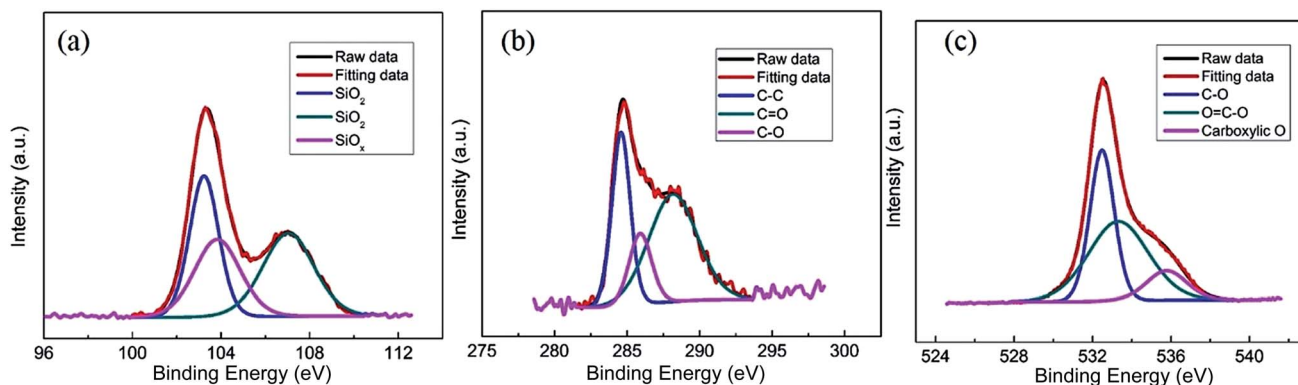 (a)
Raw data
Fitting data
SiO₂
SiO₂
SiOₓ
Intensity (a.u.)
96 100 104 108 112
Binding Energy (eV)
(b)
Raw data
Fitting data
C-C
C=O
C-O
Intensity (a.u.)
275 280 285 290 295 300
Binding Energy (eV)
(c)
Raw data
Fitting data
C-O
O=C-O
Carboxylic O
Intensity (a.u.)
524 528 532 536 540
Binding Energy (eV)